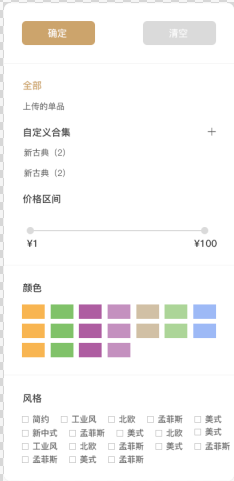 确定 清空
全部
上传的单品
自定义合集 +
新古典（2）
新古典（2）
价格区间
¥1 ¥100
颜色
风格
简约 工业风 北欧 孟菲斯 美式
新中式 孟菲斯 美式 北欧 美式
工业风 北欧 孟菲斯 美式 孟菲斯
孟菲斯 美式 孟菲斯